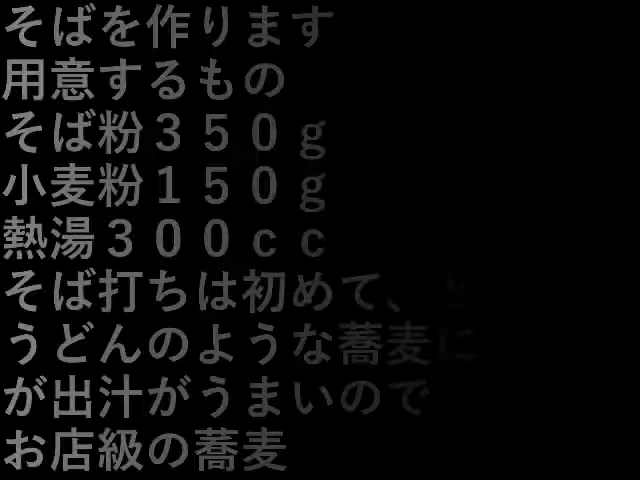 そばを作ります
用意するもの
そば粉３５０ｇ
小麦粉１５０ｇ
熱湯３００ｃｃ
そば打ちは初めて、
うどんのような蕎麦に
が出汁がうまいので
お店級の蕎麦